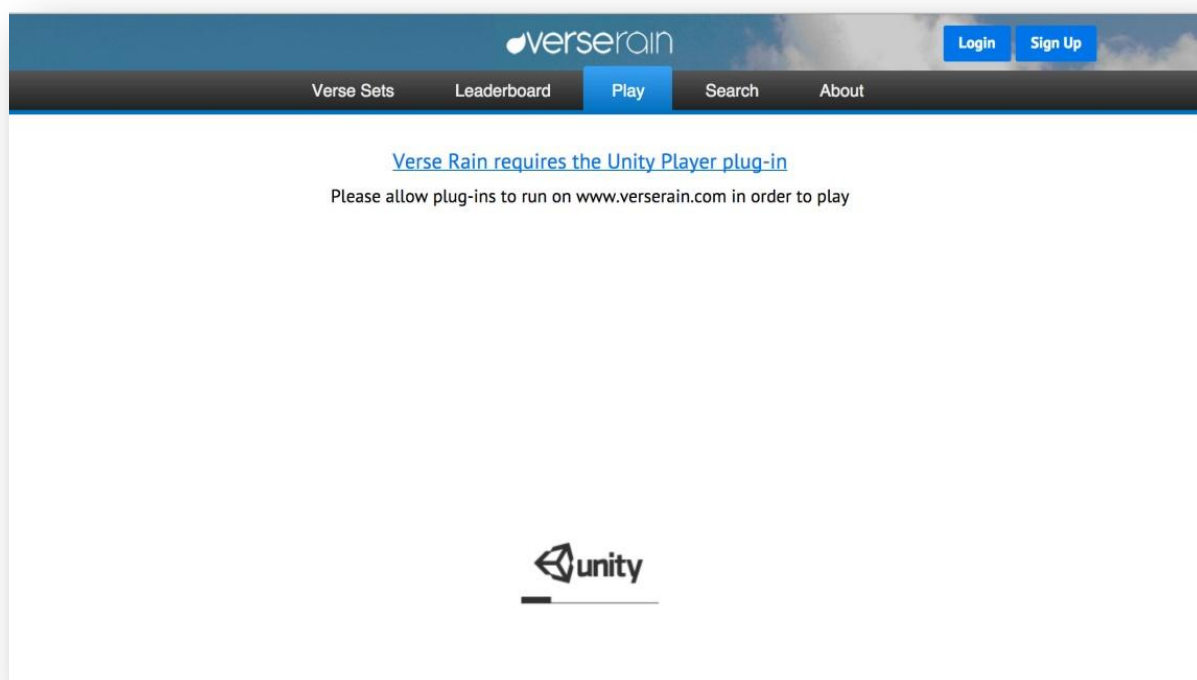 verserain
Login Sign Up
Verse Sets Leaderboard Play Search About
Verse Rain requires the Unity Player plug-in
Please allow plug-ins to run on www.verserain.com in order to play
unity